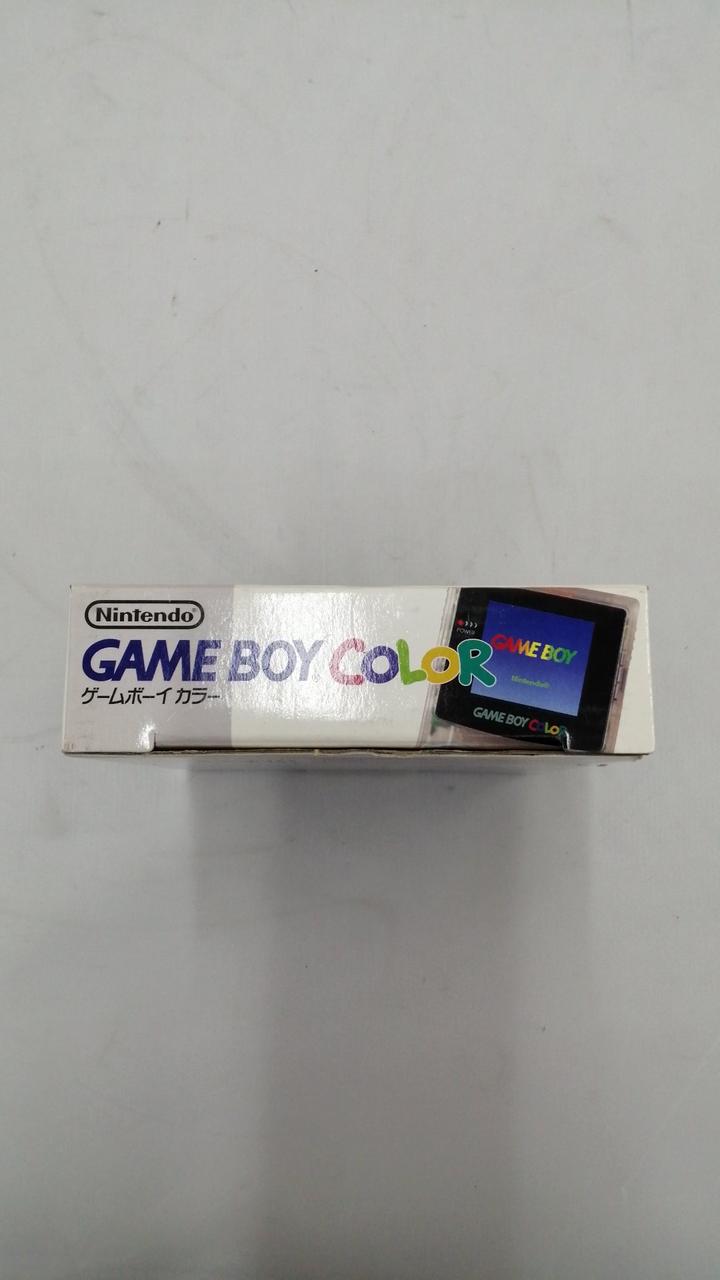 Nintendo®
GAME BOY COLOR
ゲームボーイ カラー
POWER
GAME BOY
Nintendo®
GAME BOY COLOR